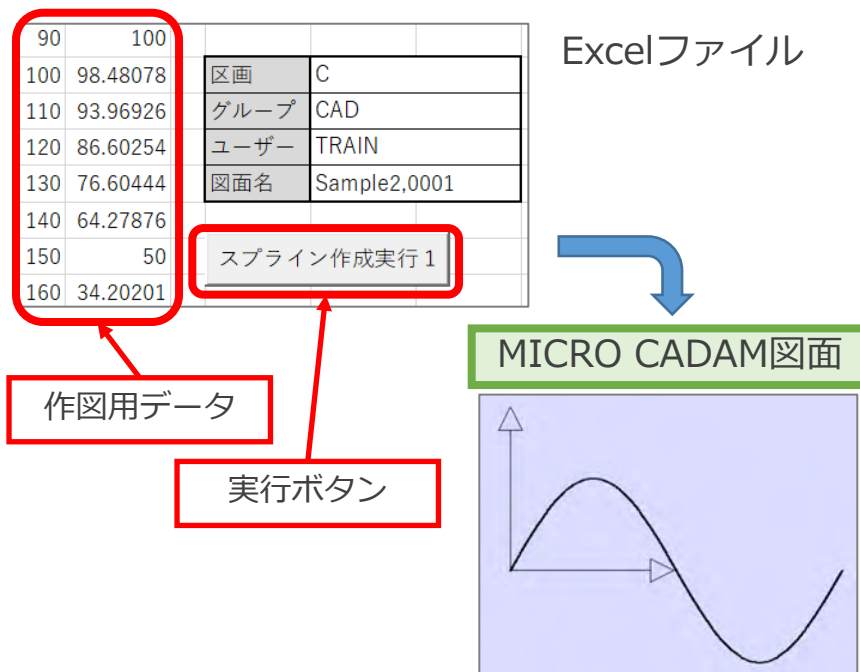 Excelファイル
90 100
100 98.48078 区画 C
110 93.96926 グループ CAD
120 86.60254 ユーザー TRAIN
130 76.60444 図面名 Sample2,0001
140 64.27876
150 50 スプライン作成実行１
160 34.20201
MICRO CADAM図面
作図用データ
実行ボタン